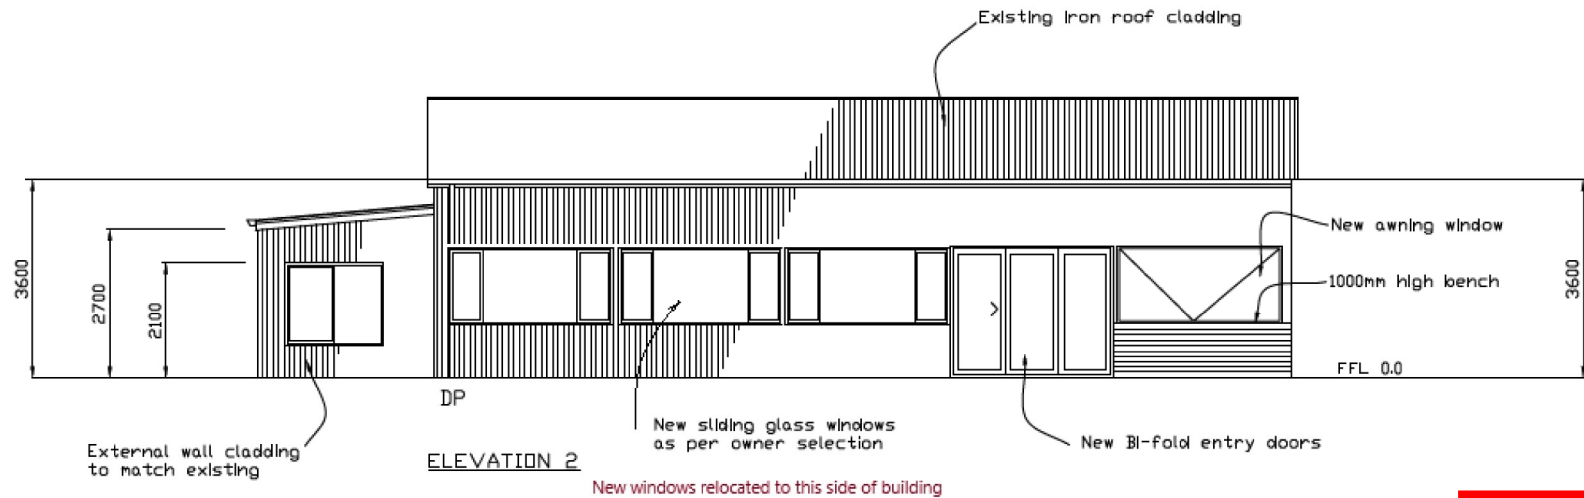 Existing iron roof cladding
New awning window
1000mm high bench
3600
2700
2100
3600
FFL 0.0
DP
External wall cladding
to match existing
ELEVATION 2
New sliding glass windows
as per owner selection
New Bi-fold entry doors
New windows relocated to this side of building